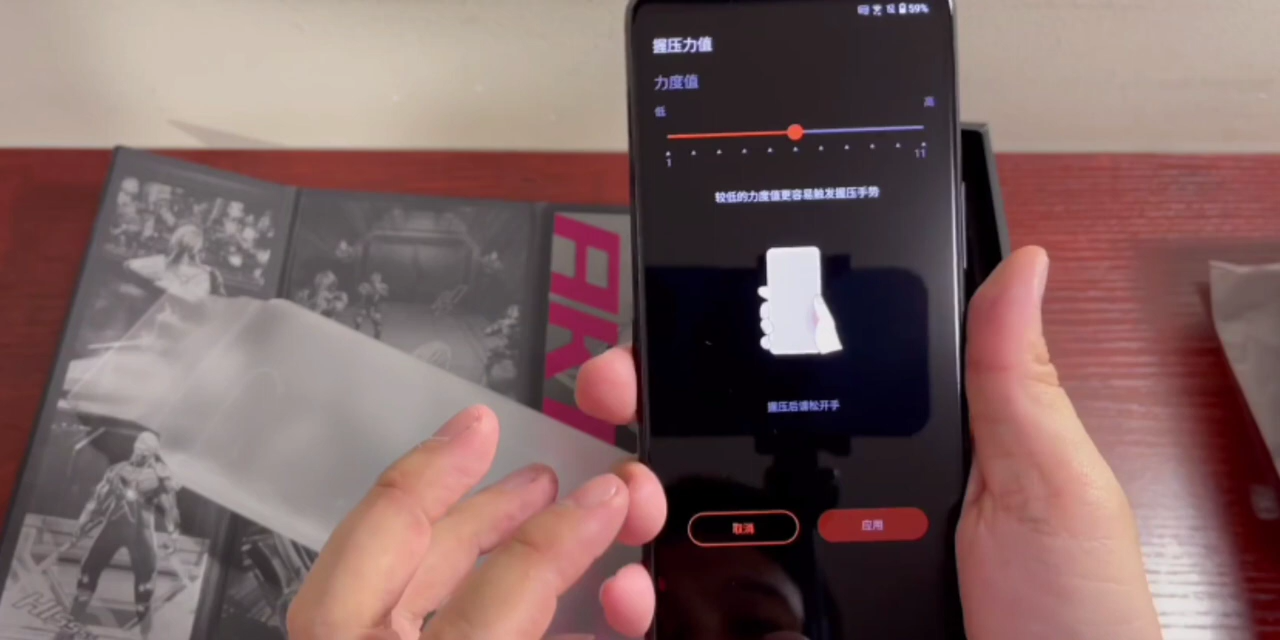 59%
握压力值
力度值
低
高
1
11
较低的力度值更容易触发握压手势
握压后请松开手
取消
应用